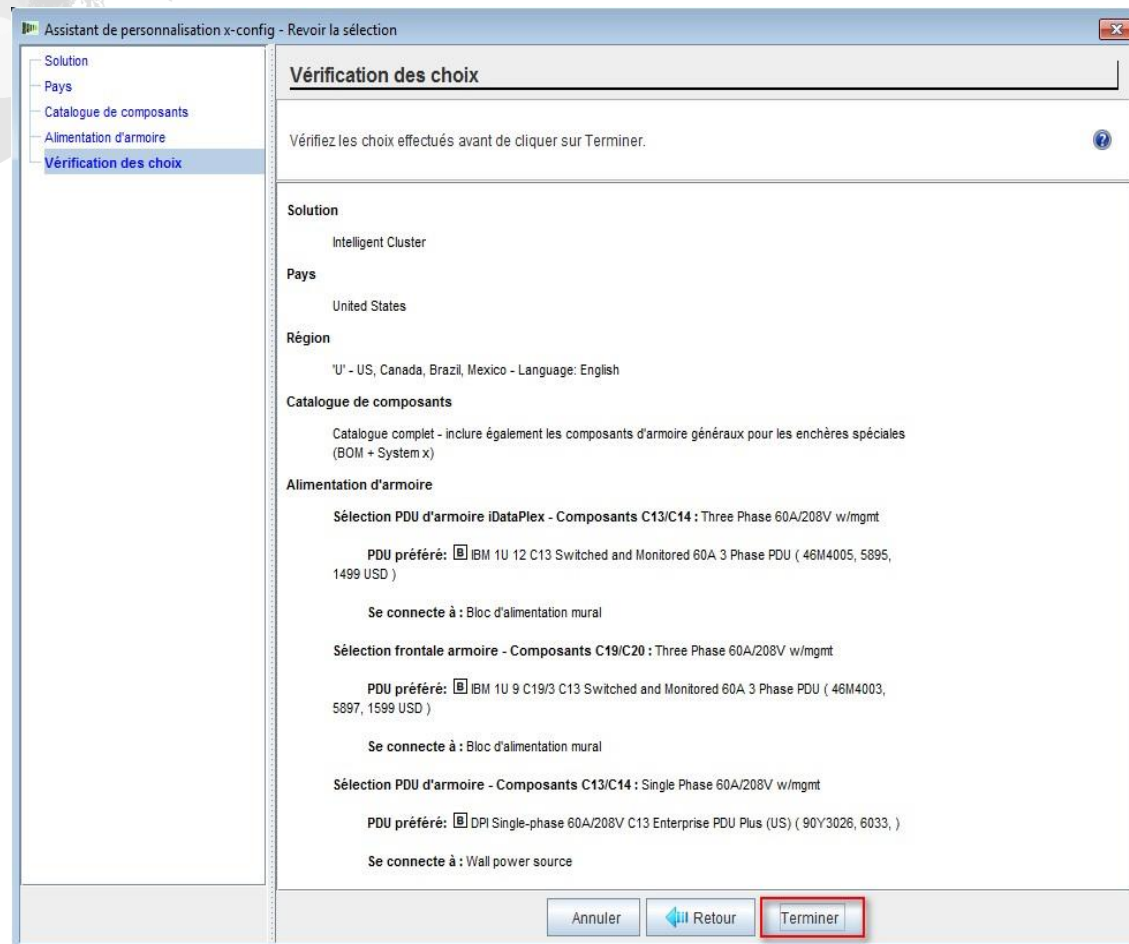 Assistant de personnalisation x-config - Revoir la sélection
Solution
Pays
Catalogue de composants
Alimentation d'armoire
Vérification des choix
Vérification des choix
Vérifiez les choix effectués avant de cliquer sur Terminer.
Solution
Intelligent Cluster
Pays
United States
Région
'U' - US, Canada, Brazil, Mexico - Language: English
Catalogue de composants
Catalogue complet - inclure également les composants d'armoire généraux pour les enchères spéciales
(BOM + System x)
Alimentation d'armoire
Sélection PDU d'armoire iDataPlex - Composants C13/C14 : Three Phase 60A/208V w/mgmt
PDU préféré: B IBM 1U 12 C13 Switched and Monitored 60A 3 Phase PDU ( 46M4005, 5895,
1499 USD )
Se connecte à : Bloc d'alimentation mural
Sélection frontale armoire - Composants C19/C20 : Three Phase 60A/208V w/mgmt
PDU préféré: B IBM 1U 9 C19/3 C13 Switched and Monitored 60A 3 Phase PDU ( 46M4003,
5897, 1599 USD )
Se connecte à : Bloc d'alimentation mural
Sélection PDU d'armoire - Composants C13/C14 : Single Phase 60A/208V w/mgmt
PDU préféré: B DPI Single-phase 60A/208V C13 Enterprise PDU Plus (US) ( 90Y3026, 6033, )
Se connecte à : Wall power source
Annuler
Retour
Terminer